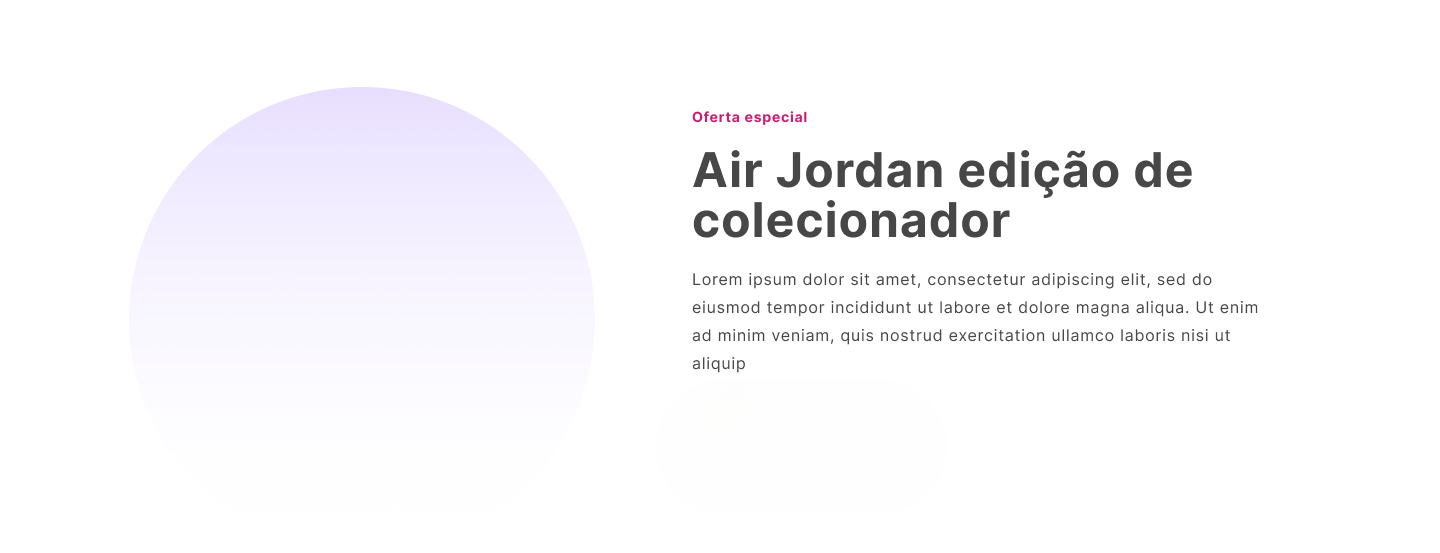 Oferta especial
Air Jordan edição de
colecionador
Lorem ipsum dolor sit amet, consectetur adipiscing elit, sed do
eiusmod tempor incididunt ut labore et dolore magna aliqua. Ut enim
ad minim veniam, quis nostrud exercitation ullamco laboris nisi ut
aliquip